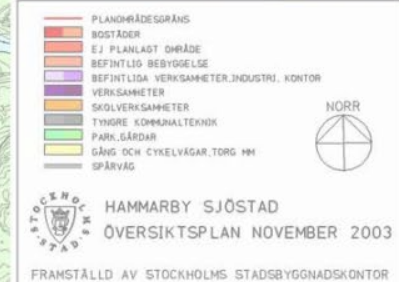 PLANOMRÅDESGRÄNS
BOSTÄDER
EJ PLANLAGT OMRÅDE
BEFINTLIG BEBYGGELSE
BEFINTLIGA VERKSAMHETER.INDUSTRI. KONTOR
VERKSAMHETER
SKOLVERKSAMHETER
TYNGRE KOMMUNALTEKNIK
PARK.GÅRDAR
GÅNG OCH CYKELVÄGAR.TORG MM
SPÅRVÄG
NORR
STOCKHOLMS STAD
HAMMARBY SJÖSTAD
ÖVERSIKTSPLAN NOVEMBER 2003
FRAMSTÄLLD AV STOCKHOLMS STADSBYGGNADSKONTOR